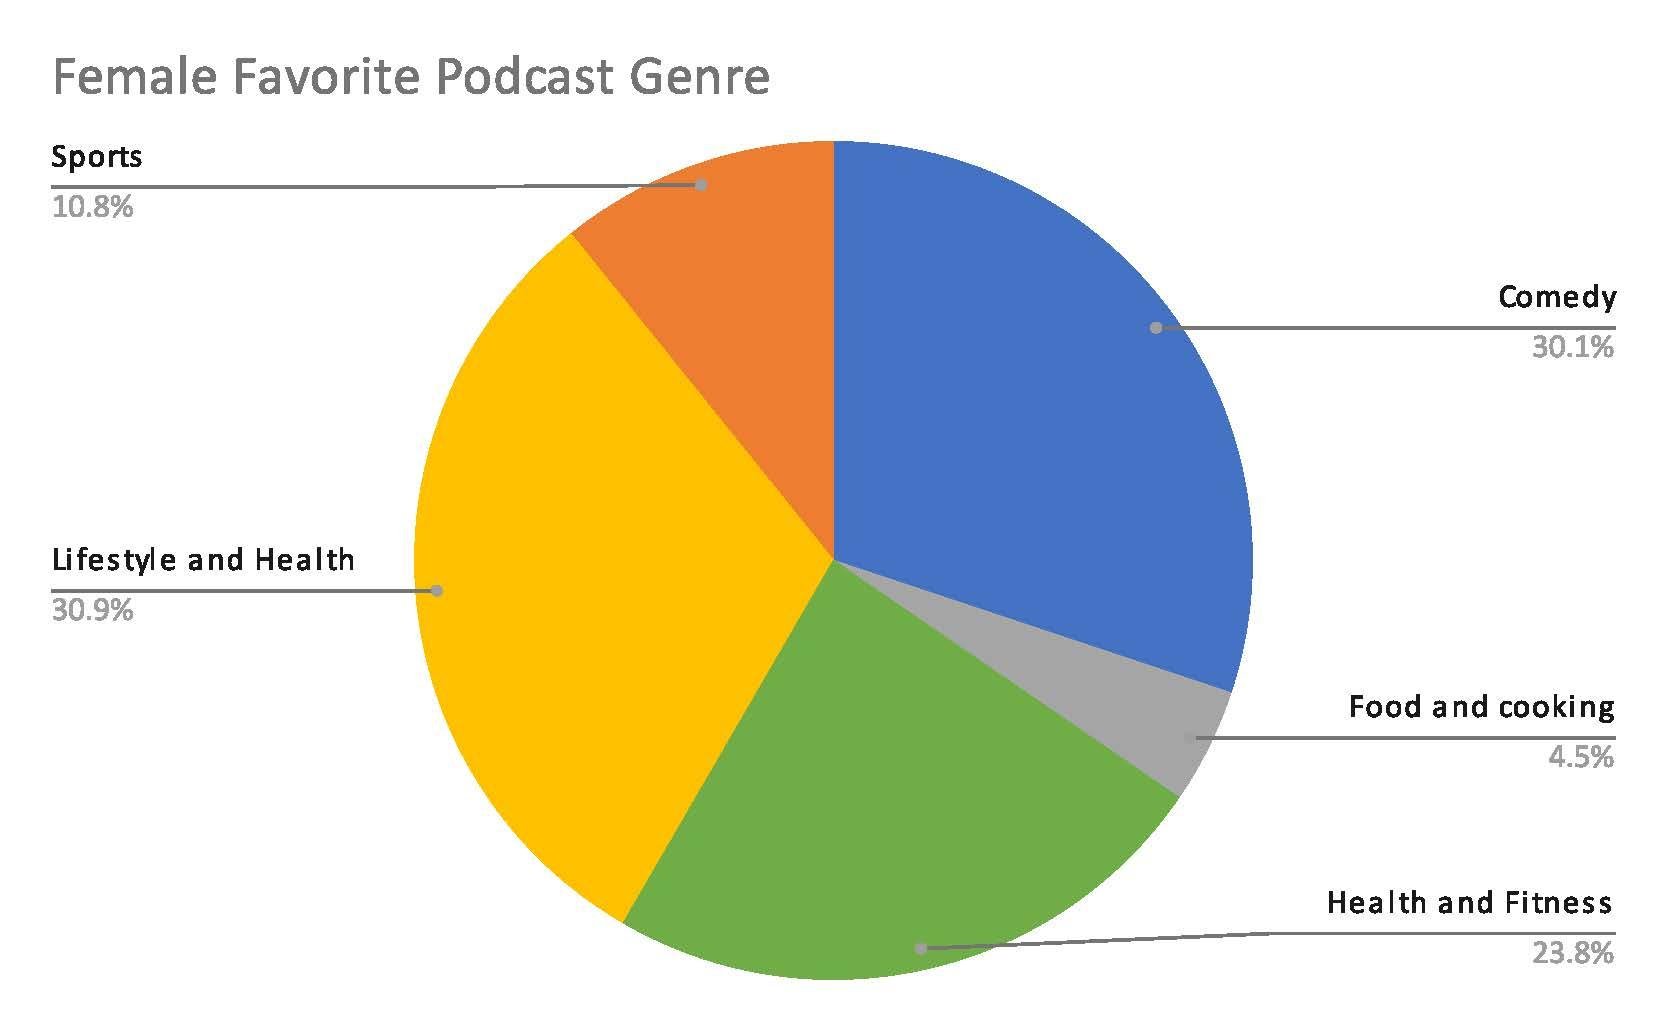 Female Favorite Podcast Genre
Sports
10.8%
Comedy
30.1%
Lifestyle and Health
30.9%
Food and cooking
4.5%
Health and Fitness
23.8%